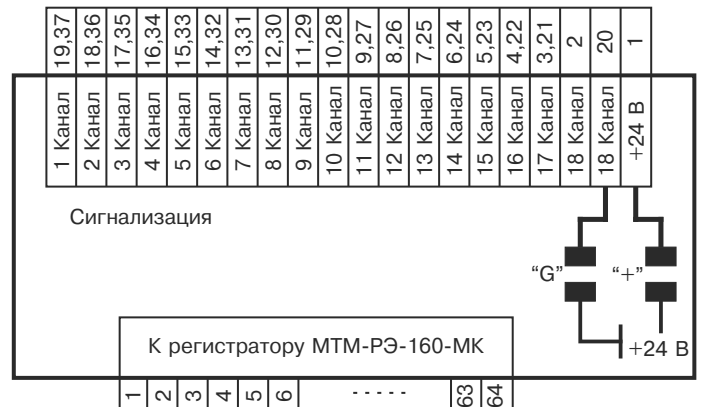 19,37 18,36 17,35 16,34 15,33 14,32 13,31 12,30 11,29 10,28 9,27 8,26 7,25 6,24 5,23 4,22 3,21 2 20 1
1 Канал
2 Канал
3 Канал
4 Канал
5 Канал
6 Канал
7 Канал
8 Канал
9 Канал
10 Канал
11 Канал
12 Канал
13 Канал
14 Канал
15 Канал
16 Канал
17 Канал
18 Канал
18 Канал
+24 В
Сигнализация
“G” “+”
+24 В
К регистратору МТМ-РЭ-160-МК
1 2 3 4 5 6 ····· 63 64